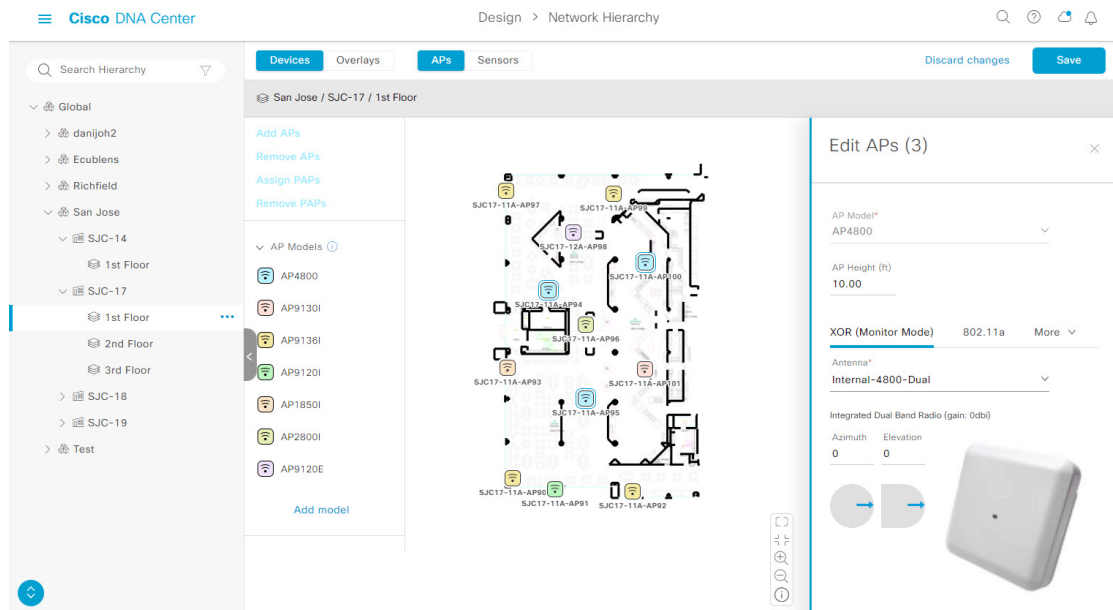 Cisco DNA Center
Design > Network Hierarchy
Search Hierarchy
Global
danijoh2
Ecublens
Richfield
San Jose
SJC-14
1st Floor
SJC-17
1st Floor
2nd Floor
3rd Floor
SJC-18
SJC-19
Test
Devices Overlays APs Sensors
Discard changes Save
San Jose / SJC-17 / 1st Floor
Add APs
Remove APs
Assign PAPs
Remove PAPs
AP Models
AP4800
AP9130I
AP9136I
AP9120I
AP1850I
AP2800I
AP9120E
Add model
SJC17-11A-AP97
SJC17-11A-AP99
SJC17-12A-AP98
SJC17-11A-AP100
SJC17-11A-AP94
SJC17-11A-AP96
SJC17-11A-AP93
SJC17-11A-AP101
SJC17-11A-AP95
SJC17-11A-AP90
SJC17-11A-AP91
SJC17-11A-AP92
Edit APs (3)
AP Model*
AP4800
AP Height (ft)
10.00
XOR (Monitor Mode) 802.11a More
Antenna*
Internal-4800-Dual
Integrated Dual Band Radio (gain: 0dbi)
Azimuth Elevation
0 0